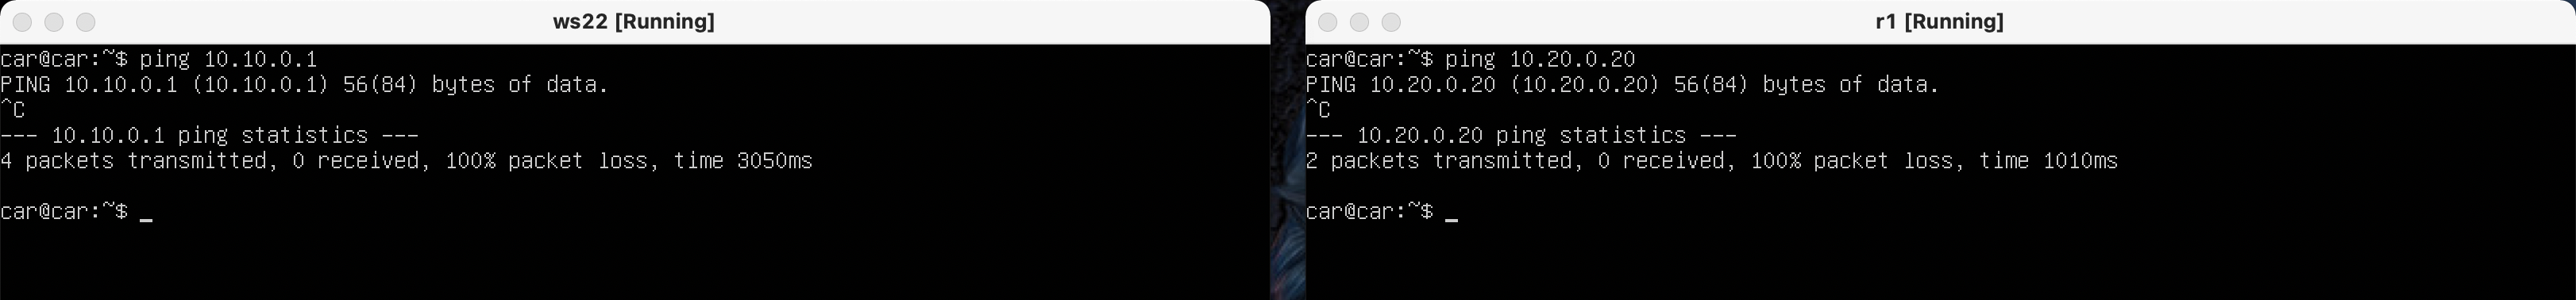 ws22 [Running]
car@car:~$ ping 10.10.0.1
PING 10.10.0.1 (10.10.0.1) 56(84) bytes of data.
^C
--- 10.10.0.1 ping statistics ---
4 packets transmitted, 0 received, 100% packet loss, time 3050ms
car@car:~$ _
r1 [Running]
car@car:~$ ping 10.20.0.20
PING 10.20.0.20 (10.20.0.20) 56(84) bytes of data.
^C
--- 10.20.0.20 ping statistics ---
2 packets transmitted, 0 received, 100% packet loss, time 1010ms
car@car:~$ _